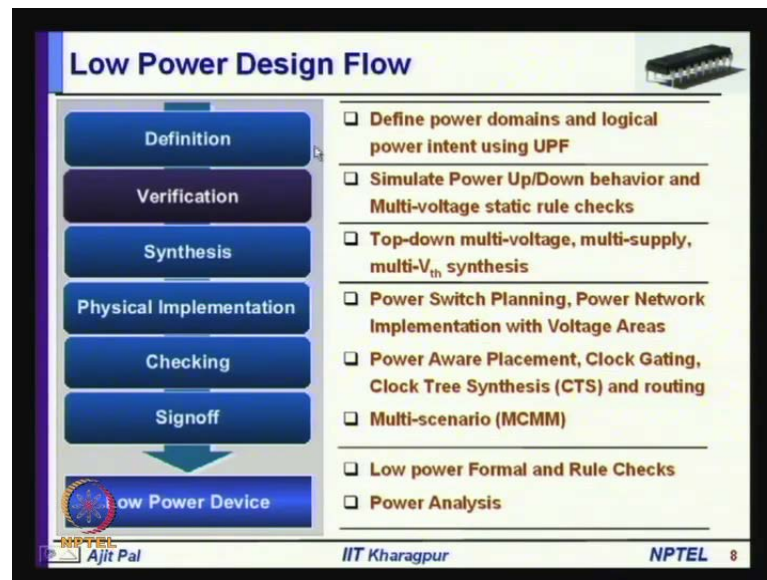 Low Power Design Flow
Definition
Verification
Synthesis
Physical Implementation
Checking
Signoff
ow Power Device
Define power domains and logical
power intent using UPF
Simulate Power Up/Down behavior and
Multi-voltage static rule checks
Top-down multi-voltage, multi-supply,
multi-Vth synthesis
Power Switch Planning, Power Network
Implementation with Voltage Areas
Power Aware Placement, Clock Gating,
Clock Tree Synthesis (CTS) and routing
Multi-scenario (MCMM)
Low power Formal and Rule Checks
Power Analysis
NPTEL
Ajit Pal
IIT Kharagpur
NPTEL 8